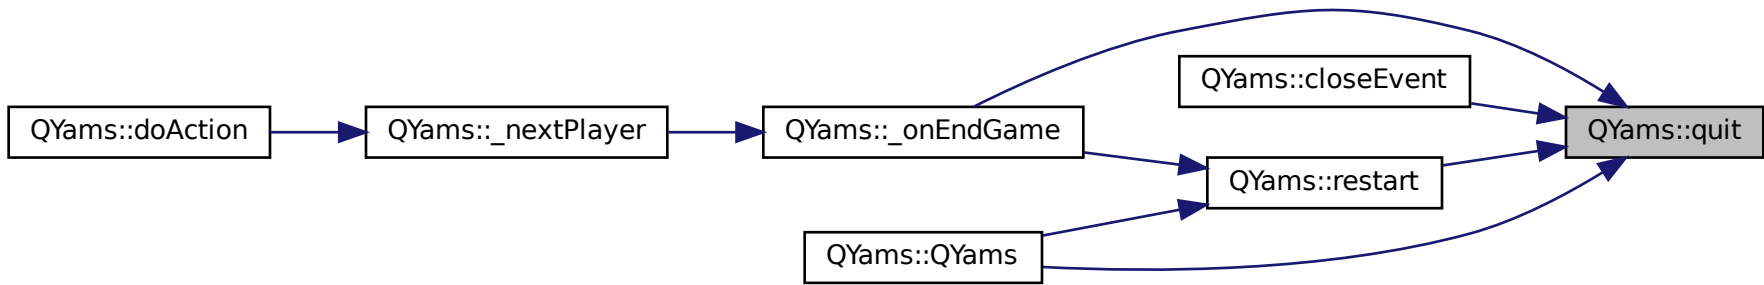 QYams::closeEvent
QYams::doAction
QYams::_nextPlayer
QYams::_onEndGame
QYams::quit
QYams::restart
QYams::QYams